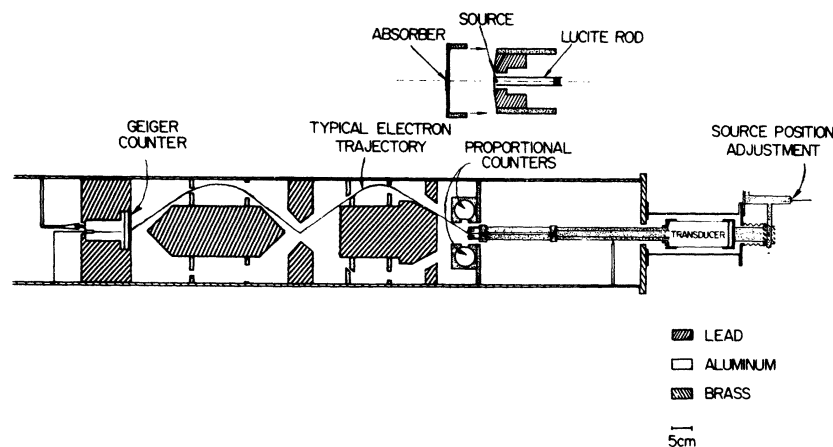 SOURCE
ABSORBER
LUCITE ROD
GEIGER
COUNTER
TYPICAL ELECTRON
TRAJECTORY
PROPORTIONAL
COUNTERS
SOURCE POSITION
ADJUSTMENT
TRANSDUCER
LEAD
ALUMINUM
BRASS
5cm